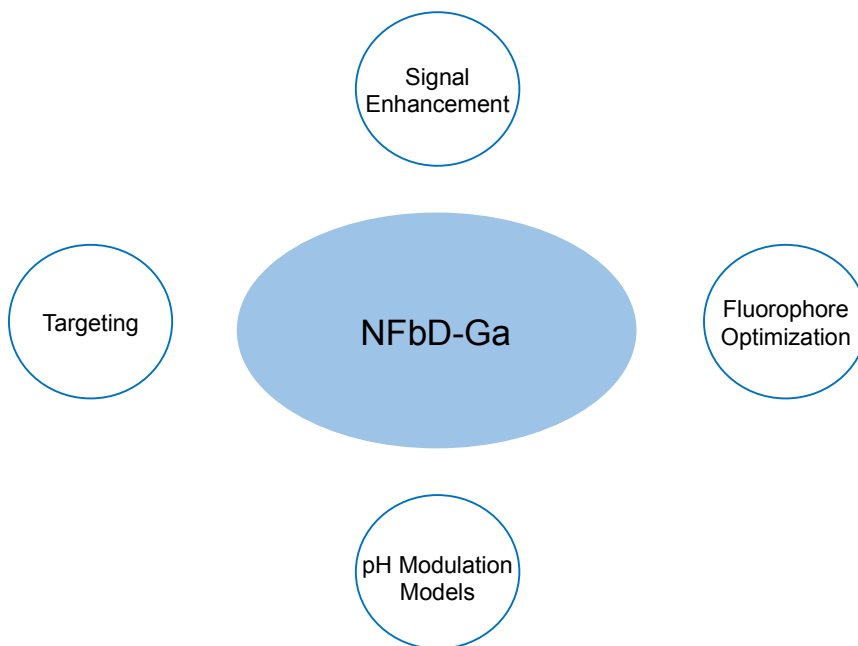 Signal
Enhancement
Targeting
NFbD-Ga
Fluorophore
Optimization
pH Modulation
Models